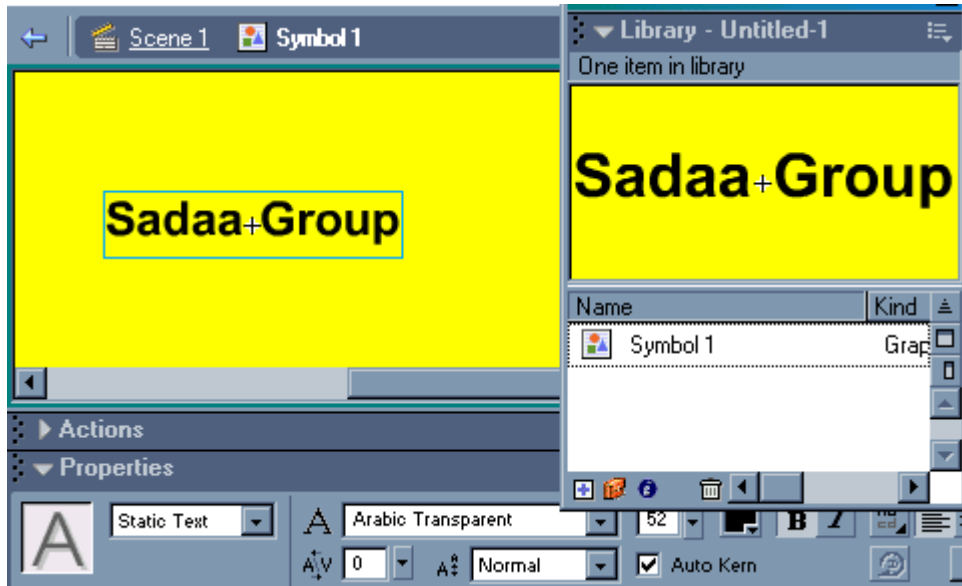 Scene 1 Symbol 1
Sadaa+Group
Actions
Properties
A Static Text A Arabic Transparent 52 B I
A V 0 A Normal Auto Kern
Library - Untitled-1
One item in library
Sadaa+Group
Name Kind
Symbol 1 Grap